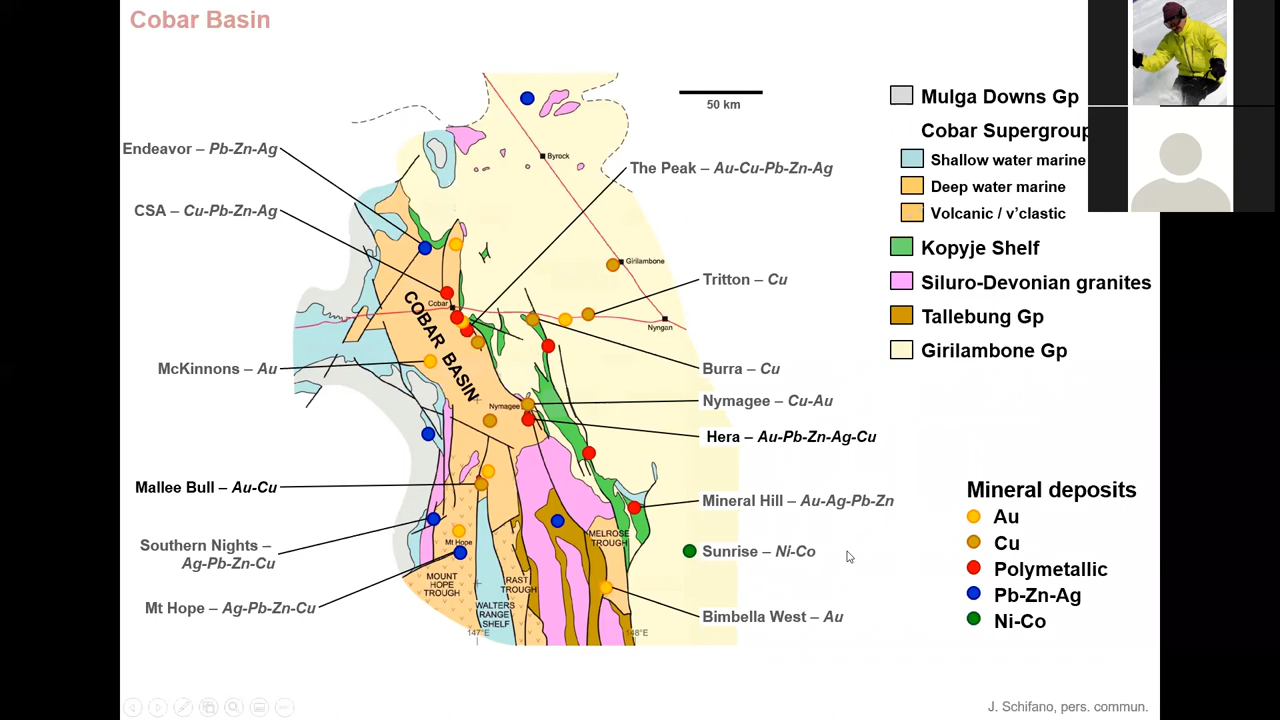 Cobar Basin
50 km
Mulga Downs Gp
Cobar Supergroup
Shallow water marine
Deep water marine
Volcanic / v'clastic
Kopyje Shelf
Siluro-Devonian granites
Tallebung Gp
Girilambone Gp
Endeavor – Pb-Zn-Ag
CSA – Cu-Pb-Zn-Ag
McKinnons – Au
Mallee Bull – Au-Cu
Southern Nights –
Ag-Pb-Zn-Cu
Mt Hope – Ag-Pb-Zn-Cu
Byrock
Girilambone
Cobar
Nyngan
COBAR BASIN
Nymagee
Mt Hope
MOUNT
HOPE
TROUGH
WALTERS
RANGE
SHELF
RAST
TROUGH
MELROSE
TROUGH
147°E
148°E
The Peak – Au-Cu-Pb-Zn-Ag
Tritton – Cu
Burra – Cu
Nymagee – Cu-Au
Hera – Au-Pb-Zn-Ag-Cu
Mineral Hill – Au-Ag-Pb-Zn
Sunrise – Ni-Co
Bimbella West – Au
Mineral deposits
Au
Cu
Polymetallic
Pb-Zn-Ag
Ni-Co
J. Schifano, pers. commun.